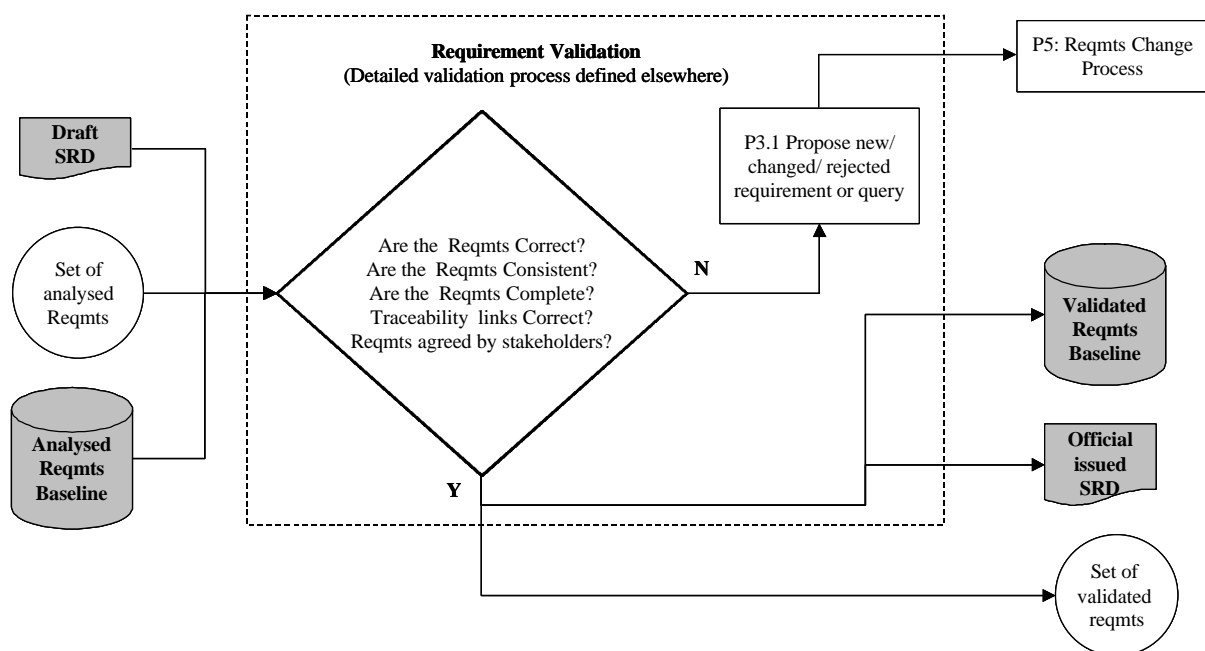 Requirement Validation
(Detailed validation process defined elsewhere)
P5: Reqmts Change
Process
Draft
SRD
P3.1 Propose new/
changed/ rejected
requirement or query
Set of
analysed
Reqmts
Are the Reqmts Correct?
Are the Reqmts Consistent?
Are the Reqmts Complete?
Traceability links Correct?
Reqmts agreed by stakeholders?
N
Validated
Reqmts
Baseline
Analysed
Reqmts
Baseline
Y
Official
issued
SRD
Set of
validated
reqmts